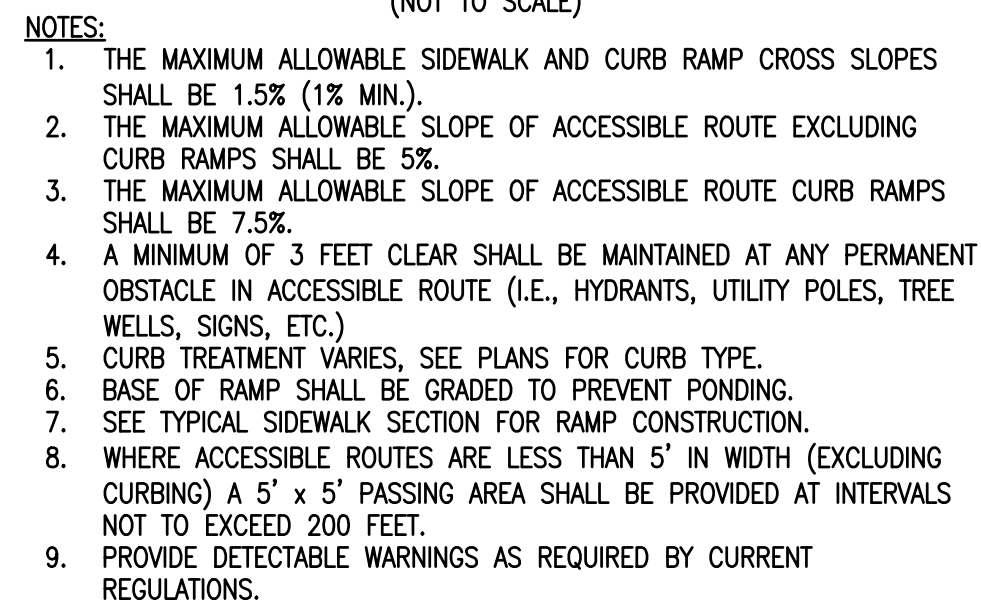 (NOT TO SCALE)
NOTES:
1. THE MAXIMUM ALLOWABLE SIDEWALK AND CURB RAMP CROSS SLOPES
SHALL BE 1.5% (1% MIN.).
2. THE MAXIMUM ALLOWABLE SLOPE OF ACCESSIBLE ROUTE EXCLUDING
CURB RAMPS SHALL BE 5%.
3. THE MAXIMUM ALLOWABLE SLOPE OF ACCESSIBLE ROUTE CURB RAMPS
SHALL BE 7.5%.
4. A MINIMUM OF 3 FEET CLEAR SHALL BE MAINTAINED AT ANY PERMANENT
OBSTACLE IN ACCESSIBLE ROUTE (I.E., HYDRANTS, UTILITY POLES, TREE
WELLS, SIGNS, ETC.)
5. CURB TREATMENT VARIES, SEE PLANS FOR CURB TYPE.
6. BASE OF RAMP SHALL BE GRADED TO PREVENT PONDING.
7. SEE TYPICAL SIDEWALK SECTION FOR RAMP CONSTRUCTION.
8. WHERE ACCESSIBLE ROUTES ARE LESS THAN 5' IN WIDTH (EXCLUDING
CURBING) A 5' x 5' PASSING AREA SHALL BE PROVIDED AT INTERVALS
NOT TO EXCEED 200 FEET.
9. PROVIDE DETECTABLE WARNINGS AS REQUIRED BY CURRENT
REGULATIONS.